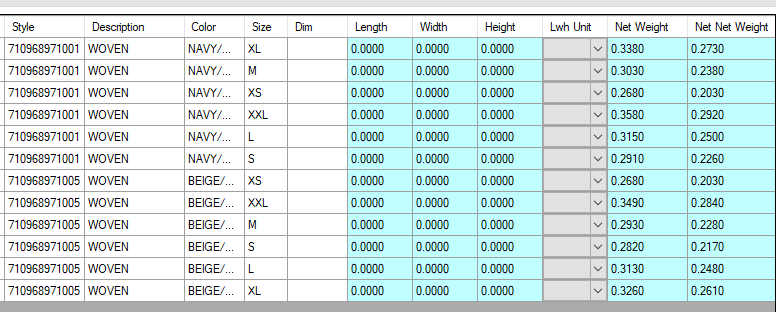 Style Description Color Size Dim Length Width Height Lwh Unit Net Weight Net Net Weight
710968971001 WOVEN NAVY/... XL 0.0000 0.0000 0.0000 0.3380 0.2730
710968971001 WOVEN NAVY/... M 0.0000 0.0000 0.0000 0.3030 0.2380
710968971001 WOVEN NAVY/... XS 0.0000 0.0000 0.0000 0.2680 0.2030
710968971001 WOVEN NAVY/... XXL 0.0000 0.0000 0.0000 0.3580 0.2920
710968971001 WOVEN NAVY/... L 0.0000 0.0000 0.0000 0.3150 0.2500
710968971001 WOVEN NAVY/... S 0.0000 0.0000 0.0000 0.2910 0.2260
710968971005 WOVEN BEIGE/... XS 0.0000 0.0000 0.0000 0.2680 0.2030
710968971005 WOVEN BEIGE/... XXL 0.0000 0.0000 0.0000 0.3490 0.2840
710968971005 WOVEN BEIGE/... M 0.0000 0.0000 0.0000 0.2930 0.2280
710968971005 WOVEN BEIGE/... S 0.0000 0.0000 0.0000 0.2820 0.2170
710968971005 WOVEN BEIGE/... L 0.0000 0.0000 0.0000 0.3130 0.2480
710968971005 WOVEN BEIGE/... XL 0.0000 0.0000 0.0000 0.3260 0.2610